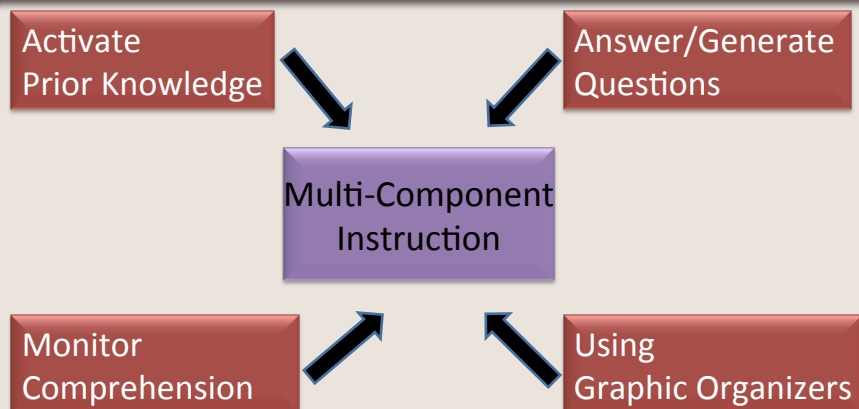 Activate
Prior Knowledge
Answer/Generate
Questions
Multi-Component
Instruction
Monitor
Comprehension
Using
Graphic Organizers